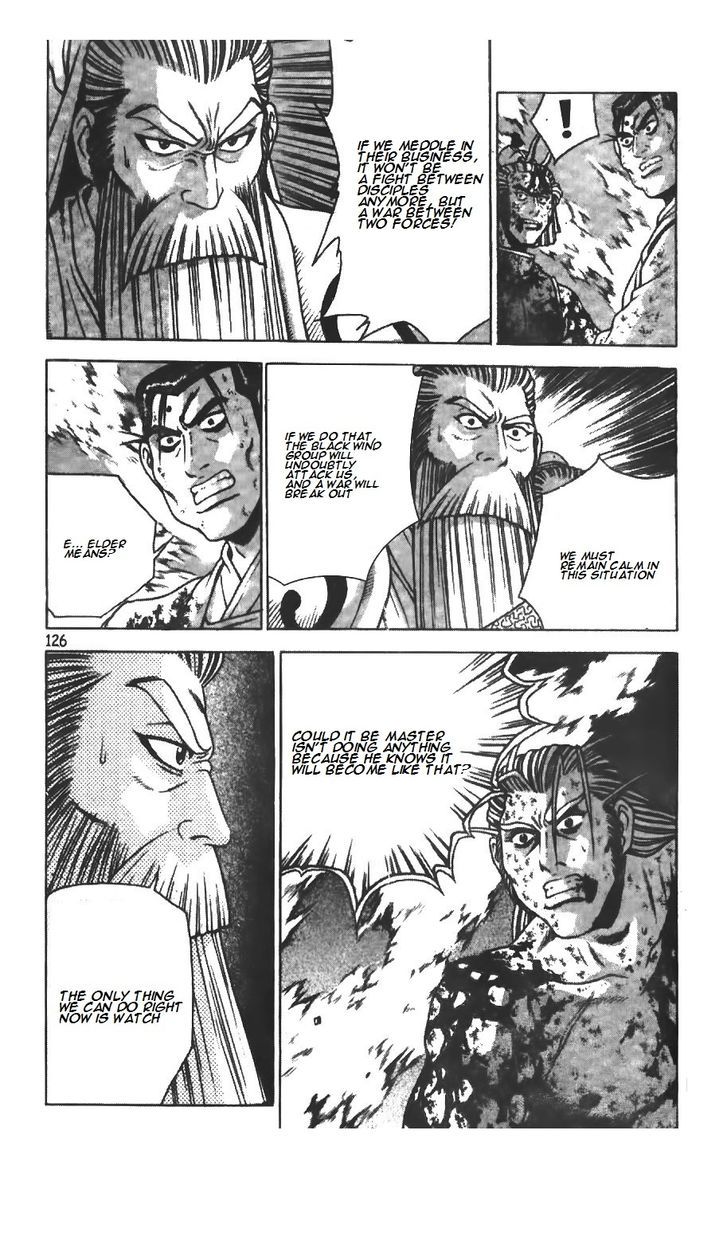 IF WE MEDDLE IN
THEIR BUSINESS,
IT WON'T BE
A FIGHT BETWEEN
DISCIPLES
ANYMORE, BUT
A WAR BETWEEN
TWO FORCES!
!
E... ELDER
MEANS?
IF WE DO THAT
THE BLACK WIND
GROUP WILL
UNDOUBTLY
ATTACK US,
AND A WAR WILL
BREAK OUT
WE MUST
REMAIN CALM IN
THIS SITUATION
126
THE ONLY THING
WE CAN DO RIGHT
NOW IS WATCH
COULD IT BE MASTER
ISN'T DOING ANYTHING
BECAUSE HE KNOWS IT
WILL BECOME LIKE THAT?